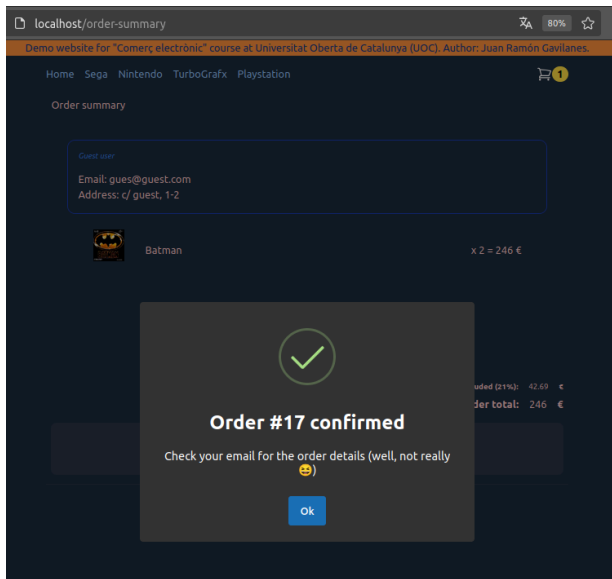 localhost/order-summary
80%
Demo website for "Comerç electrònic" course at Universitat Oberta de Catalunya (UOC). Author: Juan Ramón Gavilanes.
Home Sega Nintendo TurboGrafx Playstation
1
Order summary
Guest user
Email: gues@guest.com
Address: c/ guest, 1-2
Batman x 2 = 246 €
(21%): 42.69 €
total: 246 €
Order #17 confirmed
Check your email for the order details (well, not really
😆)
Ok